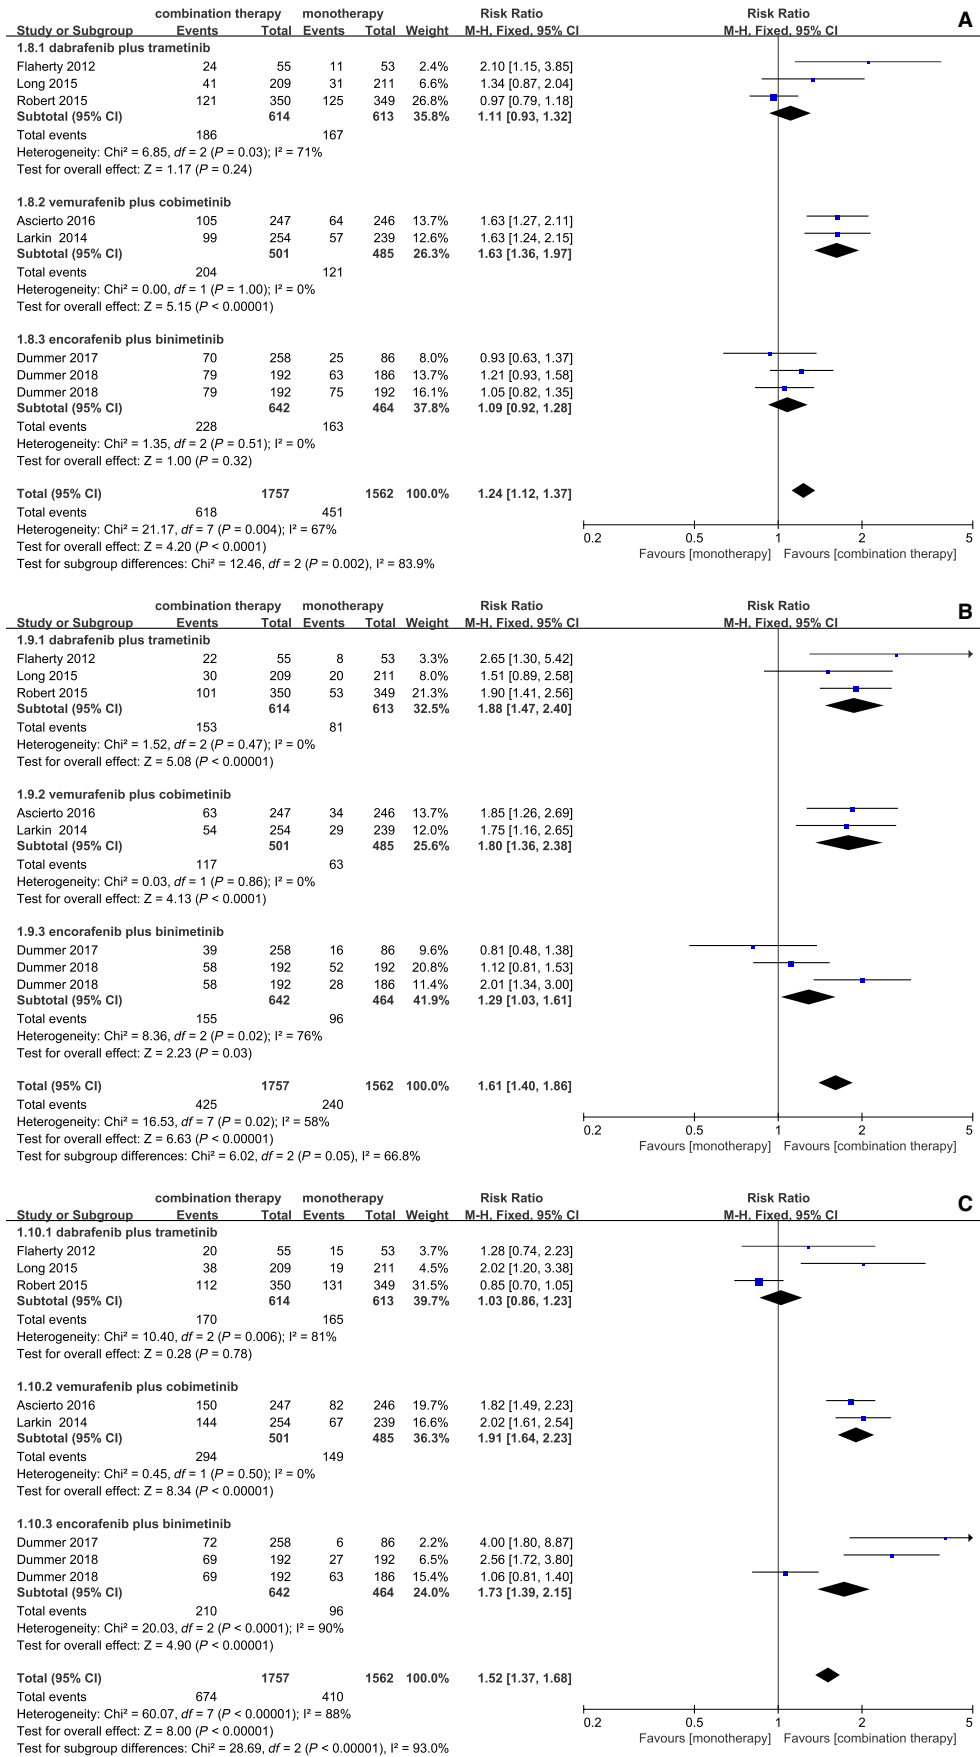 combination therapy monotherapy Risk Ratio Risk Ratio A
Study or Subgroup Events Total Events Total Weight M-H, Fixed, 95% CI M-H, Fixed, 95% CI
1.8.1 dabrafenib plus trametinib
Flaherty 2012 24 55 11 53 2.4% 2.10 [1.15, 3.85]
Long 2015 41 209 31 211 6.6% 1.34 [0.87, 2.04]
Robert 2015 121 350 125 349 26.8% 0.97 [0.79, 1.18]
Subtotal (95% CI) 614 613 35.8% 1.11 [0.93, 1.32]
Total events 186 167
Heterogeneity: Chi² = 6.85, df = 2 (P = 0.03); I² = 71%
Test for overall effect: Z = 1.17 (P = 0.24)
1.8.2 vemurafenib plus cobimetinib
Ascierto 2016 105 247 64 246 13.7% 1.63 [1.27, 2.11]
Larkin 2014 99 254 57 239 12.6% 1.63 [1.24, 2.15]
Subtotal (95% CI) 501 485 26.3% 1.63 [1.36, 1.97]
Total events 204 121
Heterogeneity: Chi² = 0.00, df = 1 (P = 1.00); I² = 0%
Test for overall effect: Z = 5.15 (P < 0.00001)
1.8.3 encorafenib plus binimetinib
Dummer 2017 70 258 25 86 8.0% 0.93 [0.63, 1.37]
Dummer 2018 79 192 63 186 13.7% 1.21 [0.93, 1.58]
Dummer 2018 79 192 75 192 16.1% 1.05 [0.82, 1.35]
Subtotal (95% CI) 642 464 37.8% 1.09 [0.92, 1.28]
Total events 228 163
Heterogeneity: Chi² = 1.35, df = 2 (P = 0.51); I² = 0%
Test for overall effect: Z = 1.00 (P = 0.32)
Total (95% CI) 1757 1562 100.0% 1.24 [1.12, 1.37]
Total events 618 451
Heterogeneity: Chi² = 21.17, df = 7 (P = 0.004); I² = 67%
Test for overall effect: Z = 4.20 (P < 0.0001)
Test for subgroup differences: Chi² = 12.46, df = 2 (P = 0.002), I² = 83.9%
0.2 0.5 1 2 5
Favours [monotherapy] Favours [combination therapy]
combination therapy monotherapy Risk Ratio Risk Ratio B
Study or Subgroup Events Total Events Total Weight M-H, Fixed, 95% CI M-H, Fixed, 95% CI
1.9.1 dabrafenib plus trametinib
Flaherty 2012 22 55 8 53 3.3% 2.65 [1.30, 5.42]
Long 2015 30 209 20 211 8.2% 1.51 [0.89, 2.58]
Robert 2015 101 350 53 349 21.3% 1.90 [1.41, 2.56]
Subtotal (95% CI) 614 613 32.5% 1.88 [1.47, 2.40]
Total events 153 81
Heterogeneity: Chi² = 1.52, df = 2 (P = 0.47); I² = 0%
Test for overall effect: Z = 5.08 (P < 0.00001)
1.9.2 vemurafenib plus cobimetinib
Ascierto 2016 63 247 34 246 13.7% 1.85 [1.26, 2.69]
Larkin 2014 54 254 29 239 12.0% 1.75 [1.16, 2.65]
Subtotal (95% CI) 501 485 25.6% 1.80 [1.36, 2.38]
Total events 117 63
Heterogeneity: Chi² = 0.03, df = 1 (P = 0.86); I² = 0%
Test for overall effect: Z = 4.13 (P < 0.0001)
1.9.3 encorafenib plus binimetinib
Dummer 2017 39 258 16 86 9.6% 0.81 [0.48, 1.38]
Dummer 2018 58 192 52 192 20.8% 1.12 [0.81, 1.53]
Dummer 2018 58 192 28 186 11.4% 2.01 [1.34, 3.00]
Subtotal (95% CI) 642 464 41.9% 1.29 [1.03, 1.61]
Total events 155 96
Heterogeneity: Chi² = 8.36, df = 2 (P = 0.02); I² = 76%
Test for overall effect: Z = 2.23 (P = 0.03)
Total (95% CI) 1757 1562 100.0% 1.61 [1.40, 1.86]
Total events 425 240
Heterogeneity: Chi² = 16.53, df = 7 (P = 0.02); I² = 58%
Test for overall effect: Z = 6.63 (P < 0.00001)
Test for subgroup differences: Chi² = 6.02, df = 2 (P = 0.05), I² = 66.8%
0.2 0.5 1 2 5
Favours [monotherapy] Favours [combination therapy]
combination therapy monotherapy Risk Ratio Risk Ratio C
Study or Subgroup Events Total Events Total Weight M-H, Fixed, 95% CI M-H, Fixed, 95% CI
1.10.1 dabrafenib plus trametinib
Flaherty 2012 20 55 15 53 3.7% 1.28 [0.74, 2.23]
Long 2015 38 209 19 211 4.5% 2.02 [1.20, 3.38]
Robert 2015 112 350 131 349 31.5% 0.85 [0.70, 1.05]
Subtotal (95% CI) 614 613 39.7% 1.03 [0.86, 1.23]
Total events 170 165
Heterogeneity: Chi² = 10.40, df = 2 (P = 0.006); I² = 81%
Test for overall effect: Z = 0.28 (P = 0.78)
1.10.2 vemurafenib plus cobimetinib
Ascierto 2016 150 247 82 246 19.7% 1.82 [1.49, 2.23]
Larkin 2014 144 254 67 239 16.6% 2.02 [1.61, 2.54]
Subtotal (95% CI) 501 485 36.3% 1.91 [1.64, 2.23]
Total events 294 149
Heterogeneity: Chi² = 0.45, df = 1 (P = 0.50); I² = 0%
Test for overall effect: Z = 8.34 (P < 0.00001)
1.10.3 encorafenib plus binimetinib
Dummer 2017 72 258 6 86 2.2% 4.00 [1.80, 8.87]
Dummer 2018 69 192 27 192 6.5% 2.56 [1.72, 3.80]
Dummer 2018 69 192 63 186 15.4% 1.06 [0.81, 1.40]
Subtotal (95% CI) 642 464 24.0% 1.73 [1.39, 2.15]
Total events 210 96
Heterogeneity: Chi² = 20.03, df = 2 (P < 0.0001); I² = 90%
Test for overall effect: Z = 4.90 (P < 0.00001)
Total (95% CI) 1757 1562 100.0% 1.52 [1.37, 1.68]
Total events 674 410
Heterogeneity: Chi² = 60.07, df = 7 (P < 0.00001); I² = 88%
Test for overall effect: Z = 8.00 (P < 0.00001)
Test for subgroup differences: Chi² = 28.69, df = 2 (P < 0.00001), I² = 93.0%
0.2 0.5 1 2 5
Favours [monotherapy] Favours [combination therapy]